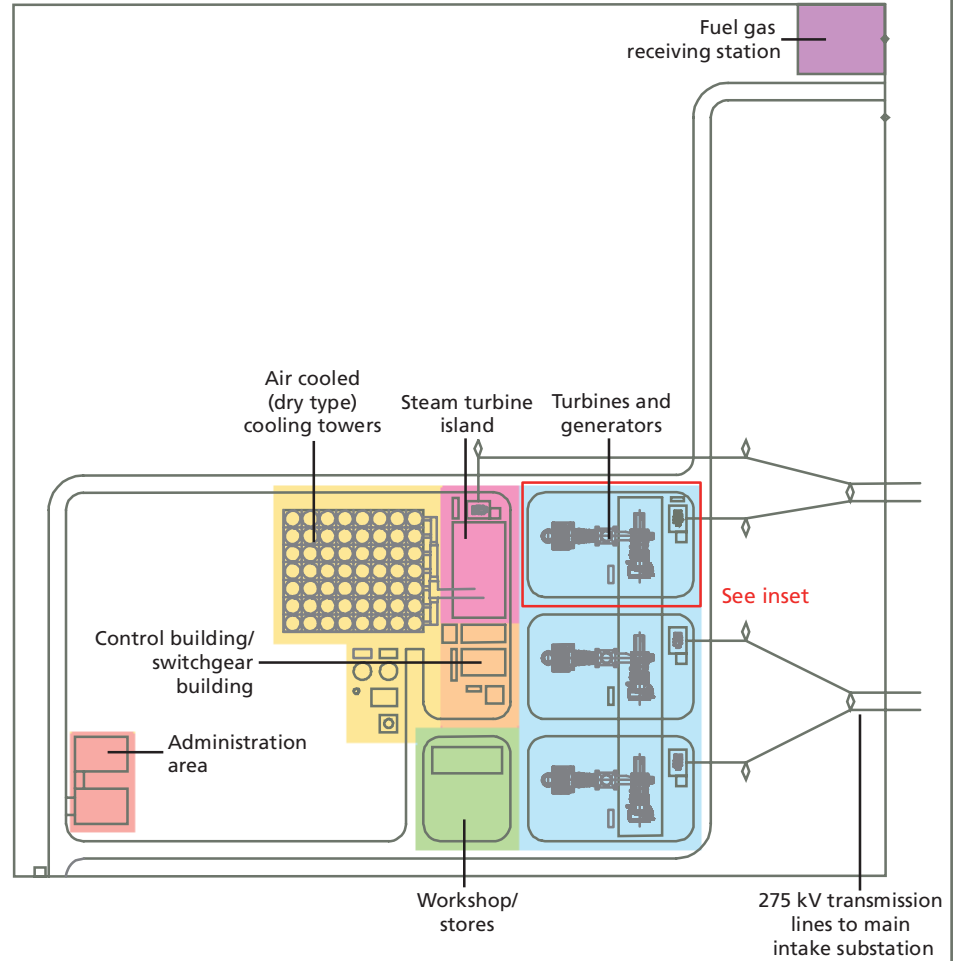 Fuel gas
receiving station
Air cooled
(dry type)
cooling towers
Steam turbine
island
Turbines and
generators
See inset
Control building/
switchgear
building
Administration
area
Workshop/
stores
275 kV transmission
lines to main
intake substation